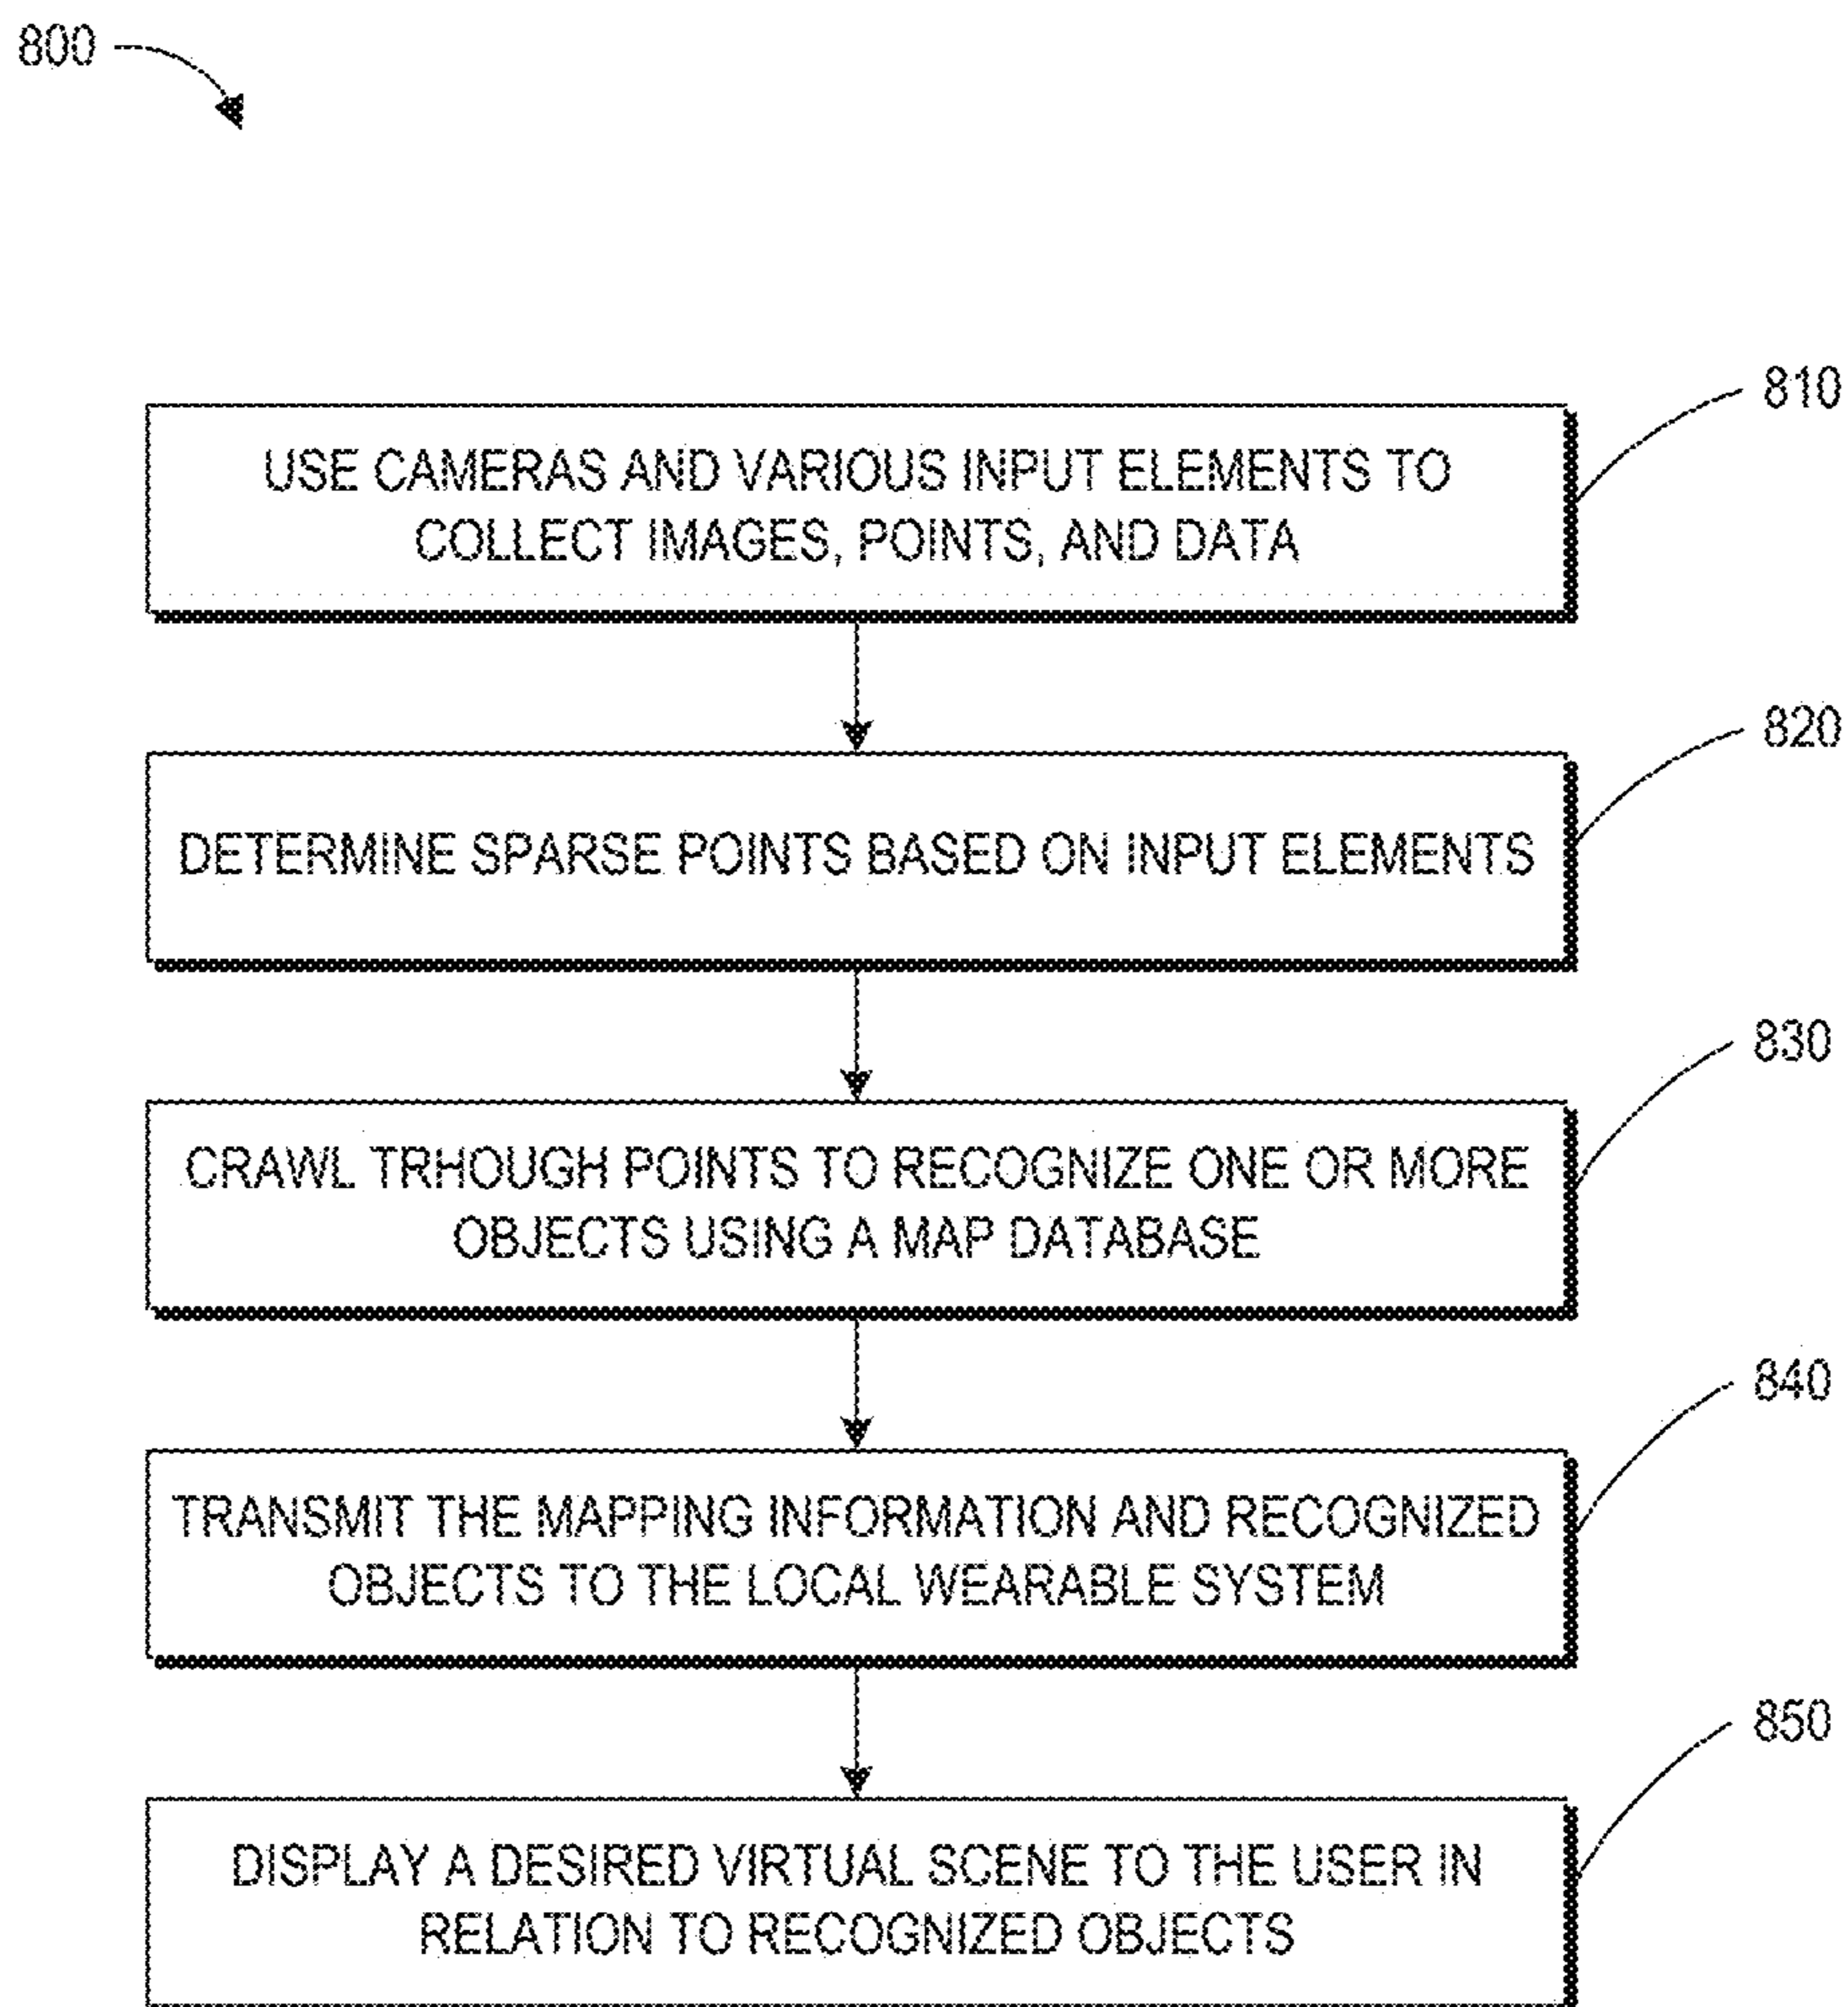 800
810
USE CAMERAS AND VARIOUS INPUT ELEMENTS TO
COLLECT IMAGES, POINTS, AND DATA
820
DETERMINE SPARSE POINTS BASED ON INPUT ELEMENTS
830
CRAWL TRHOUGH POINTS TO RECOGNIZE ONE OR MORE
OBJECTS USING A MAP DATABASE
840
TRANSMIT THE MAPPING INFORMATION AND RECOGNIZED
OBJECTS TO THE LOCAL WEARABLE SYSTEM
850
DISPLAY A DESIRED VIRTUAL SCENE TO THE USER IN
RELATION TO RECOGNIZED OBJECTS